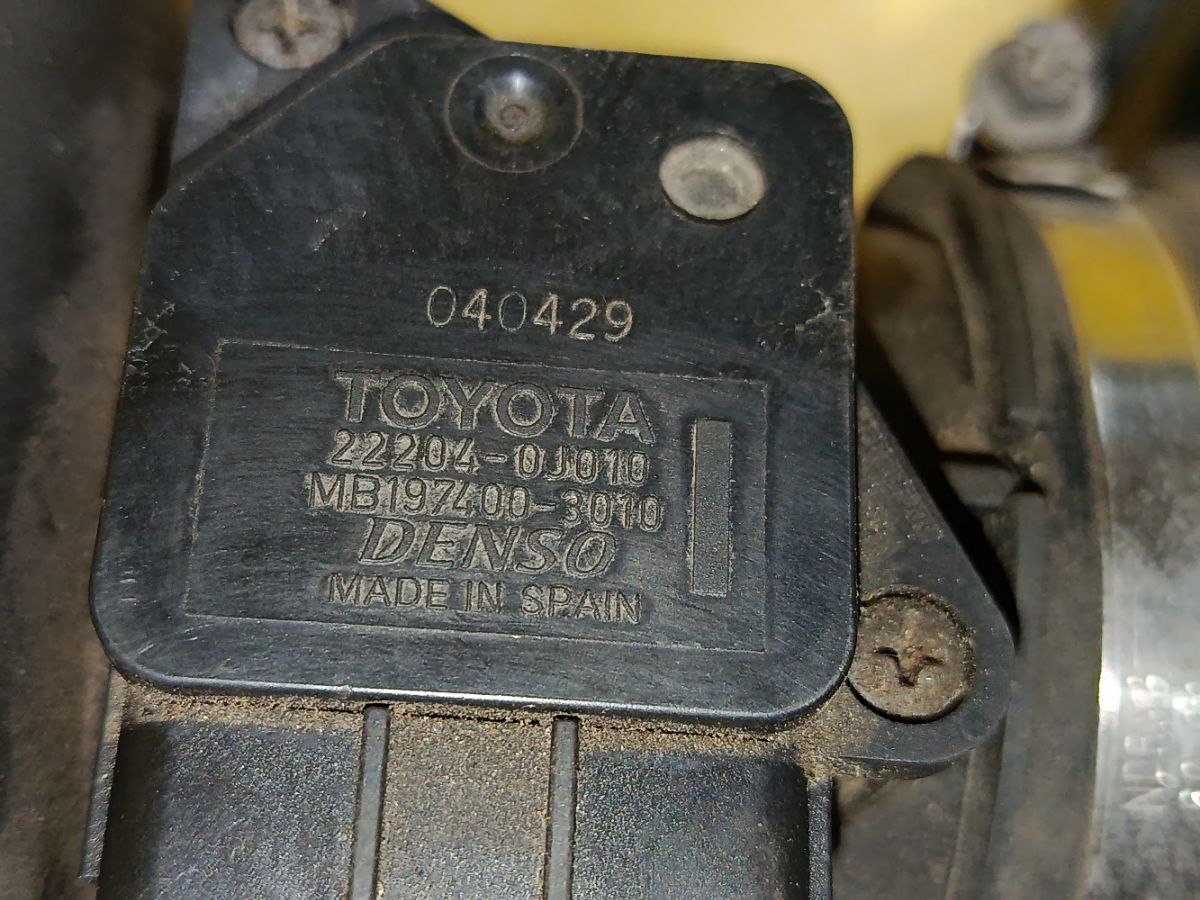 040429
TOYOTA
22204-0J010
MB197400-3010
DENSO
MADE IN SPAIN